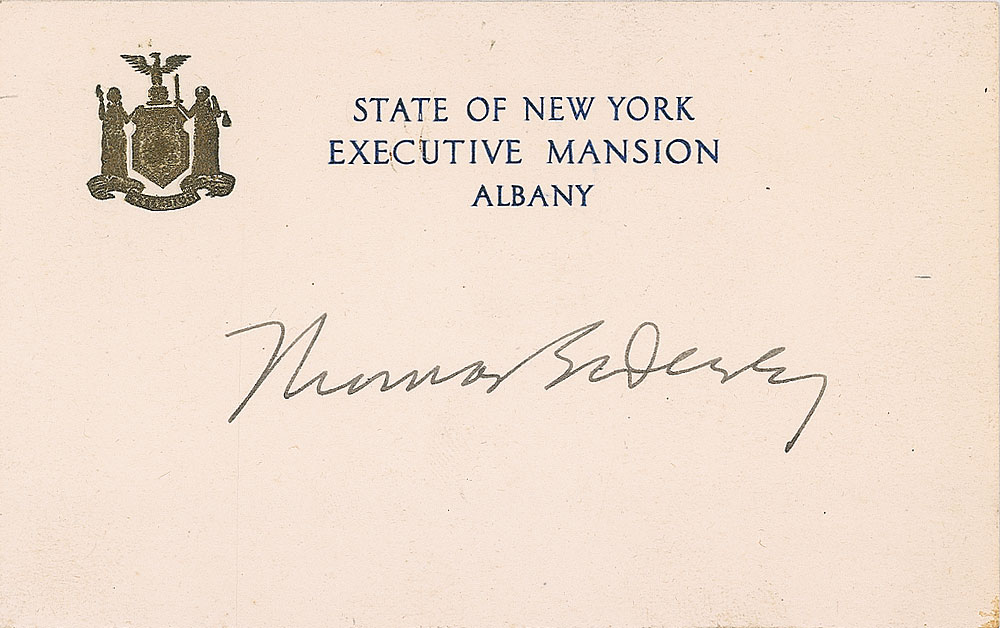 STATE OF NEW YORK
EXECUTIVE MANSION
ALBANY
Thomas E Dewey